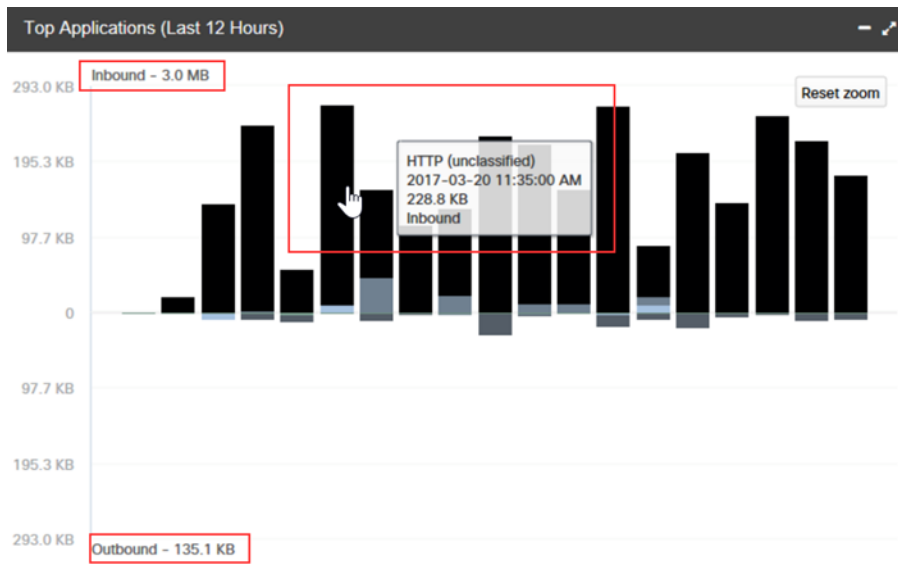 Top Applications (Last 12 Hours)
Inbound - 3.0 MB
293.0 KB
Reset zoom
195.3 KB
HTTP (unclassified)
2017-03-20 11:35:00 AM
228.8 KB
Inbound
97.7 KB
0
97.7 KB
195.3 KB
293.0 KB
Outbound - 135.1 KB